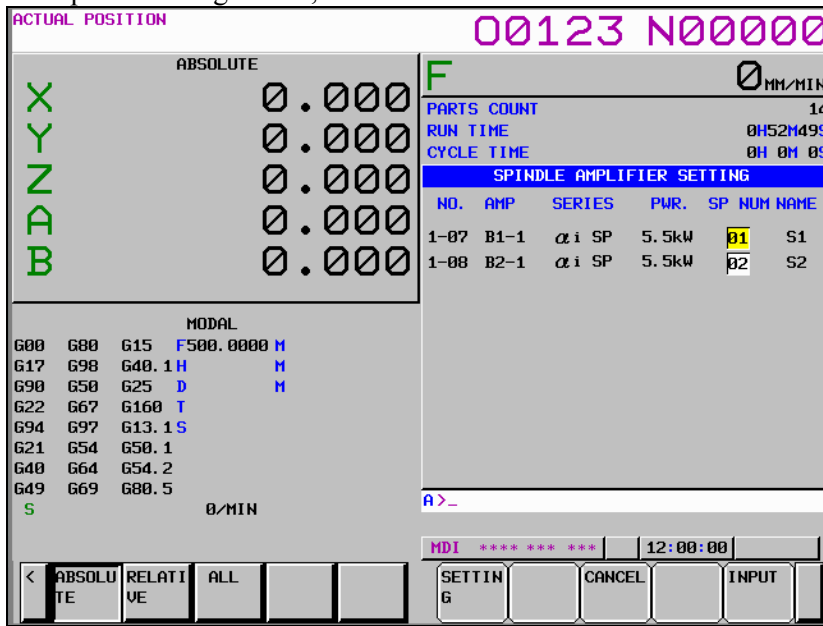 ACTUAL POSITION
O0123 N00000
ABSOLUTE
X 0.000
Y 0.000
Z 0.000
A 0.000
B 0.000
F 0 MM/MIN
PARTS COUNT 14
RUN TIME 0H52M49S
CYCLE TIME 0H 0M 0S
SPINDLE AMPLIFIER SETTING
NO. AMP SERIES PWR. SP NUM NAME
1-07 B1-1 αi SP 5.5kW 01 S1
1-08 B2-1 αi SP 5.5kW 02 S2
MODAL
G00 G80 G15 F500.0000 M
G17 G98 G40.1 H M
G90 G50 G25 D M
G22 G67 G160 T
G94 G97 G13.1 S
G21 G54 G50.1
G40 G64 G54.2
G49 G69 G80.5
S 0/MIN
A>_
MDI **** *** *** 12:00:00
< ABSOLUTE RELATIVE ALL
SETTING CANCEL INPUT